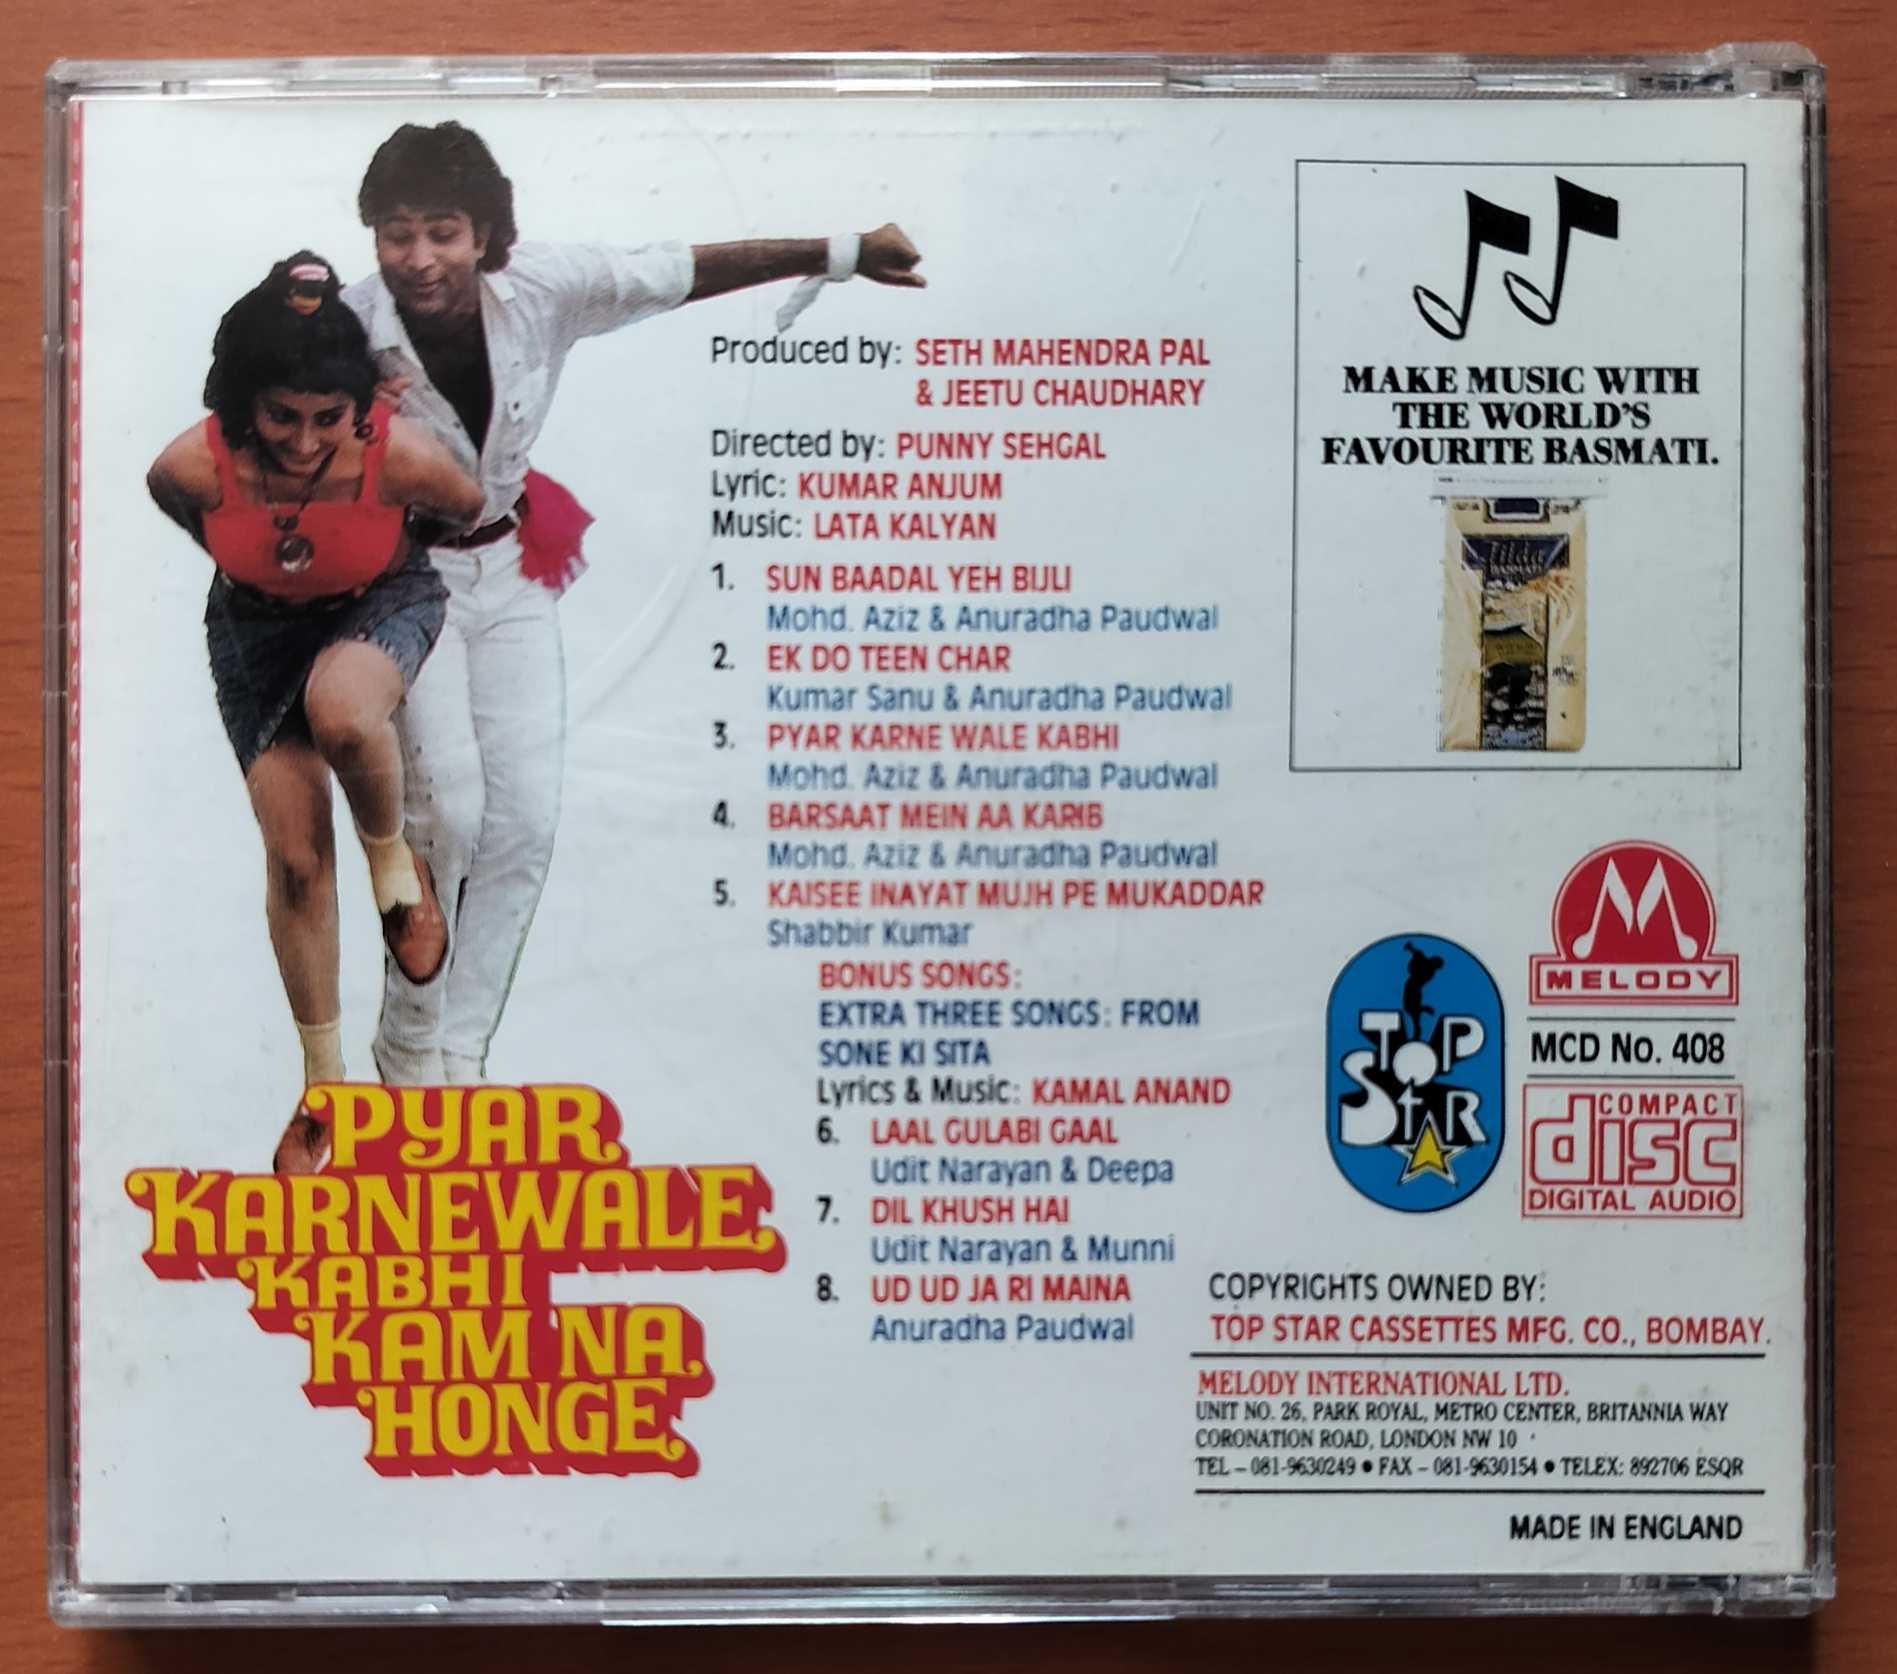 Produced by: SETH MAHENDRA PAL
& JEETU CHAUDHARY
Directed by: PUNNY SEHGAL
Lyric: KUMAR ANJUM
Music: LATA KALYAN
1. SUN BAADAL YEH BIJLI
Mohd. Aziz & Anuradha Paudwal
2. EK DO TEEN CHAR
Kumar Sanu & Anuradha Paudwal
3. PYAR KARNE WALE KABHI
Mohd. Aziz & Anuradha Paudwal
4. BARSAAT MEIN AA KARIB
Mohd. Aziz & Anuradha Paudwal
5. KAISEE INAYAT MUJH PE MUKADDAR
Shabbir Kumar
BONUS SONGS:
EXTRA THREE SONGS: FROM
SONE KI SITA
Lyrics & Music: KAMAL ANAND
6. LAAL GULABI GAAL
Udit Narayan & Deepa
7. DIL KHUSH HAI
Udit Narayan & Munni
8. UD UD JA RI MAINA
Anuradha Paudwal
PYAR
KARNEWALE
KABHI
KAM NA
HONGE
MAKE MUSIC WITH
THE WORLD'S
FAVOURITE BASMATI.
Tilda
BASMATI
TOP
STAR
M
MELODY
MCD No. 408
COMPACT
disc
DIGITAL AUDIO
COPYRIGHTS OWNED BY:
TOP STAR CASSETTES MFG. CO., BOMBAY.
MELODY INTERNATIONAL LTD.
UNIT NO. 26, PARK ROYAL, METRO CENTER, BRITANNIA WAY
CORONATION ROAD, LONDON NW 10
TEL – 081-9630249 ● FAX – 081-9630154 ● TELEX: 892706 ESQR
MADE IN ENGLAND